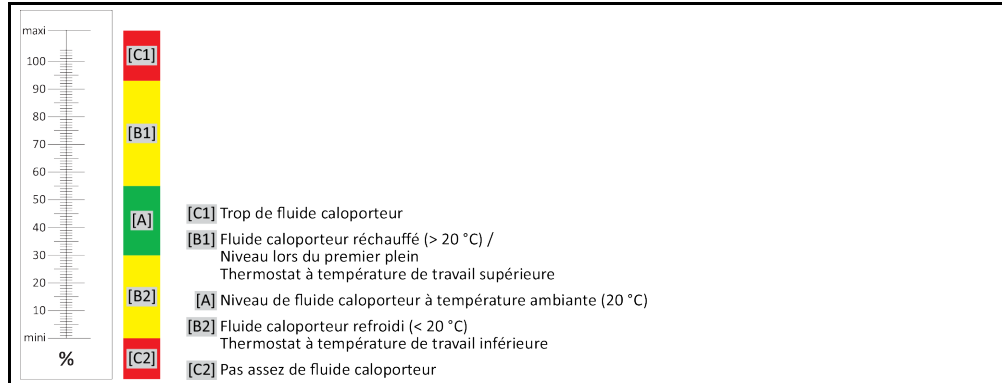 maxi
100
90
80
70
60
50
40
30
20
10
mini
%
[C1]
[B1]
[A]
[B2]
[C2]
[C1] Trop de fluide caloporteur
[B1] Fluide caloporteur réchauffé (> 20 °C) /
Niveau lors du premier plein
Thermostat à température de travail supérieure
[A] Niveau de fluide caloporteur à température ambiante (20 °C)
[B2] Fluide caloporteur refroidi (< 20 °C)
Thermostat à température de travail inférieure
[C2] Pas assez de fluide caloporteur